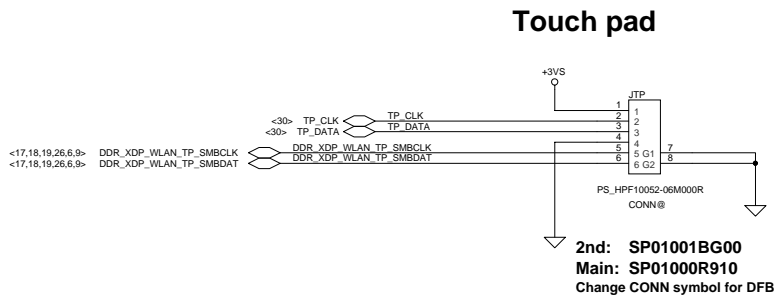 Touch pad
+3VS
JTP
1 1
<30> TP_CLK TP_CLK 2 2
<30> TP_DATA TP_DATA 3 3
4 4
<17,18,19,26,6,9> DDR_XDP_WLAN_TP_SMBCLK DDR_XDP_WLAN_TP_SMBCLK 5 5 G1 7
<17,18,19,26,6,9> DDR_XDP_WLAN_TP_SMBDAT DDR_XDP_WLAN_TP_SMBDAT 6 6 G2 8
PS_HPF10052-06M000R
CONN@
2nd: SP01001BG00
Main: SP01000R910
Change CONN symbol for DFB